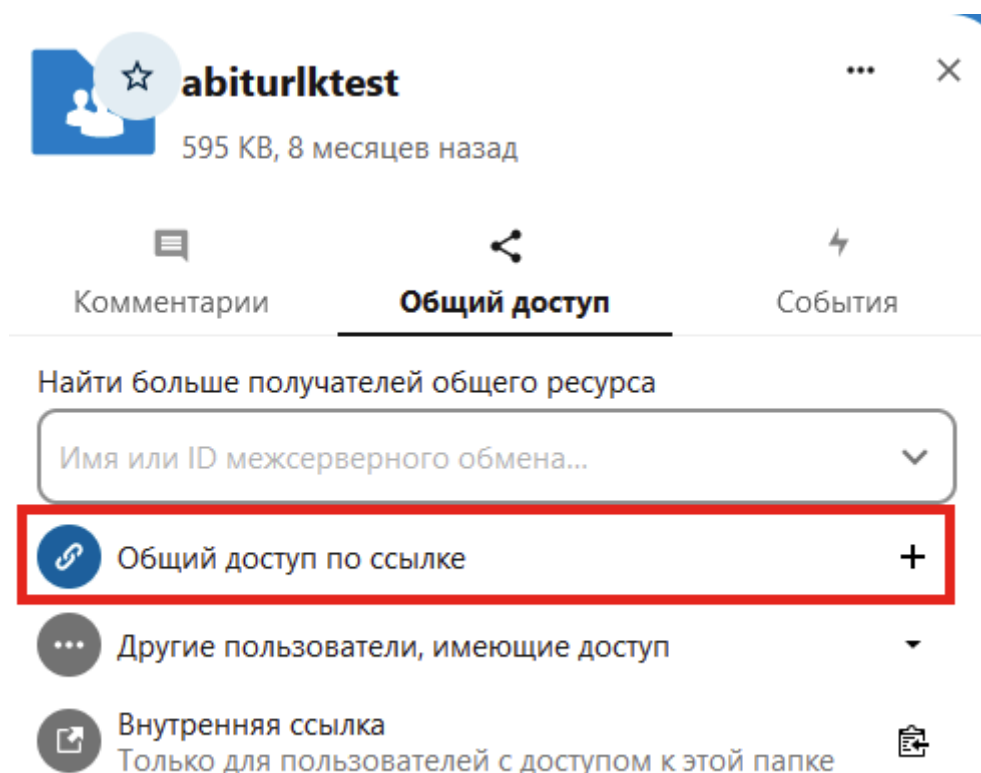 abiturlktest
595 КВ, 8 месяцев назад
Комментарии
Общий доступ
События
Найти больше получателей общего ресурса
Имя или ID межсерверного обмена...
Общий доступ по ссылке
Другие пользователи, имеющие доступ
Внутренняя ссылка
Только для пользователей с доступом к этой папке